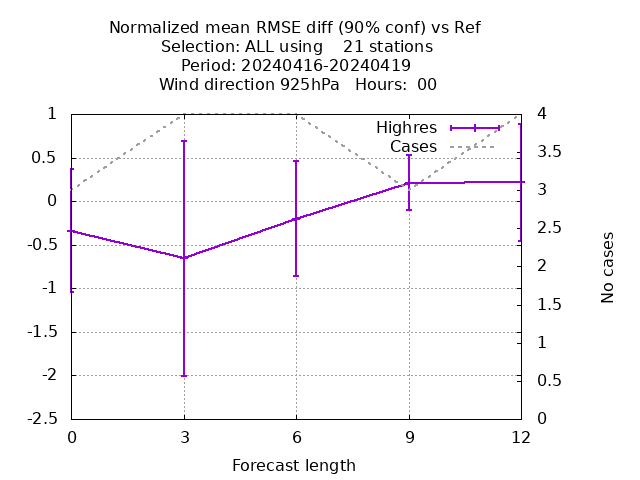 Normalized mean RMSE diff (90% conf) vs Ref
Selection: ALL using    21 stations
Period: 20240416-20240419
Wind direction 925hPa   Hours:  00
Highres
Cases
1
0.5
0
-0.5
-1
-1.5
-2
-2.5
4
3.5
3
2.5
2
1.5
1
0.5
0
No cases
0 3 6 9 12
Forecast length